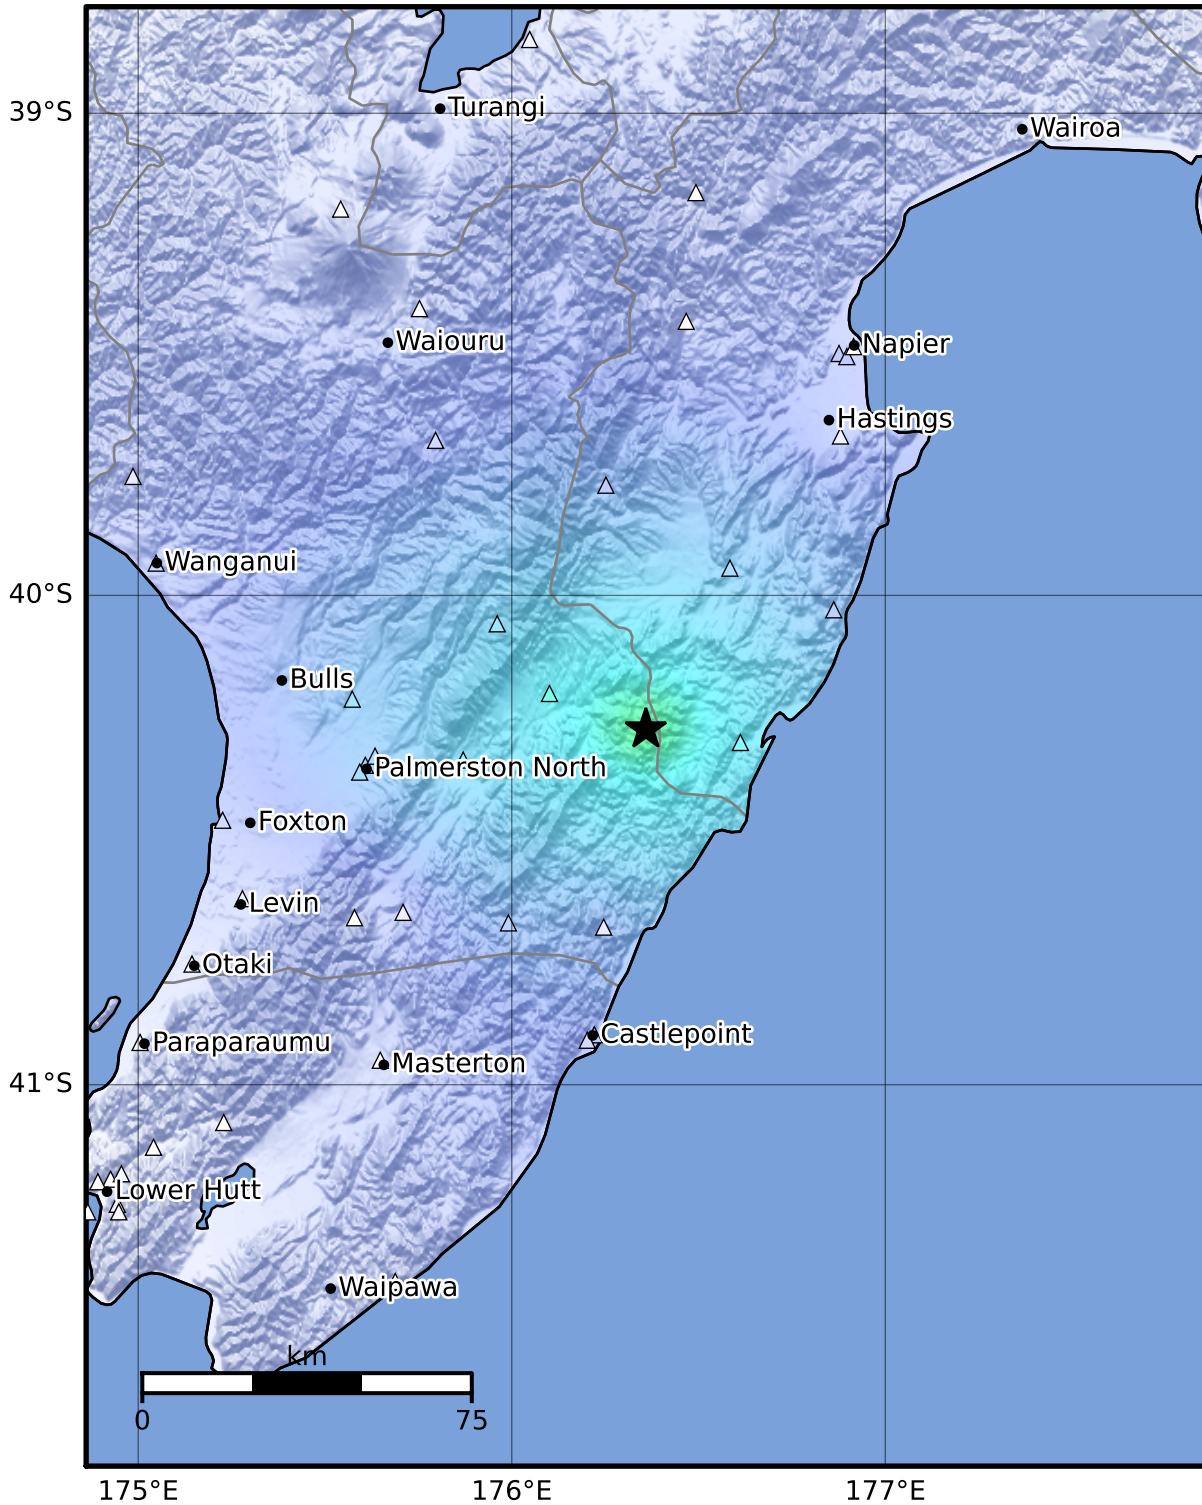 Turangi
39°S
Wairoa
Waiouru
Napier
Hastings
Wanganui
40°S
Bulls
Palmerston North
Foxton
Levin
Otaki
Castlepoint
Paraparaumu
Masterton
41°S
Lower Hutt
Waipawa
km
0 75
175°E 176°E 177°E